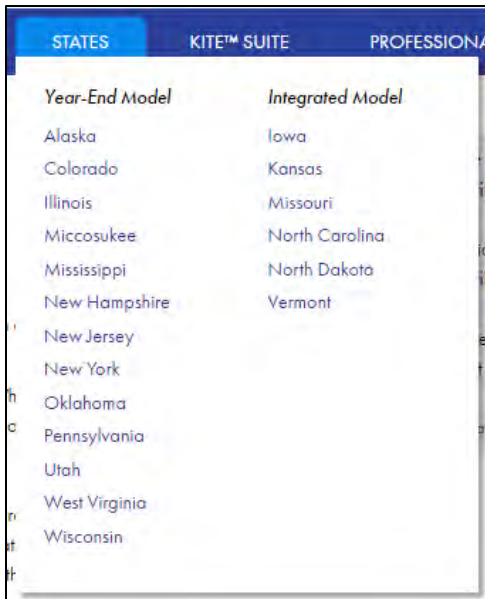 STATES KITE™ SUITE PROFESSIONA
Year-End Model Integrated Model
Alaska Iowa
Colorado Kansas
Illinois Missouri
Miccosukee North Carolina
Mississippi North Dakota
New Hampshire Vermont
New Jersey
New York
Oklahoma
Pennsylvania
Utah
West Virginia
Wisconsin